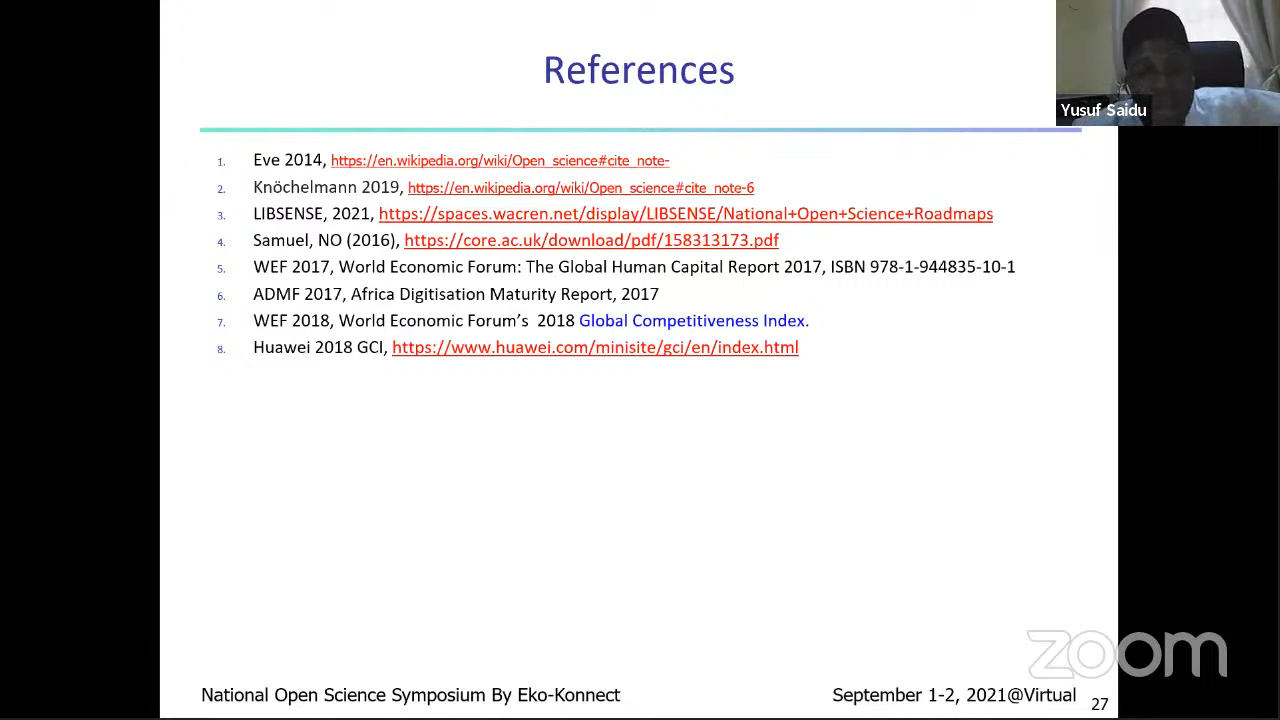 References
Yusuf Saidu
1. Eve 2014, https://en.wikipedia.org/wiki/Open_science#cite_note-
2. Knöchelmann 2019, https://en.wikipedia.org/wiki/Open_science#cite_note-6
3. LIBSENSE, 2021, https://spaces.wacren.net/display/LIBSENSE/National+Open+Science+Roadmaps
4. Samuel, NO (2016), https://core.ac.uk/download/pdf/158313173.pdf
5. WEF 2017, World Economic Forum: The Global Human Capital Report 2017, ISBN 978-1-944835-10-1
6. ADMF 2017, Africa Digitisation Maturity Report, 2017
7. WEF 2018, World Economic Forum’s 2018 Global Competitiveness Index.
8. Huawei 2018 GCI, https://www.huawei.com/minisite/gci/en/index.html
zoom
National Open Science Symposium By Eko-Konnect
September 1-2, 2021@Virtual
27